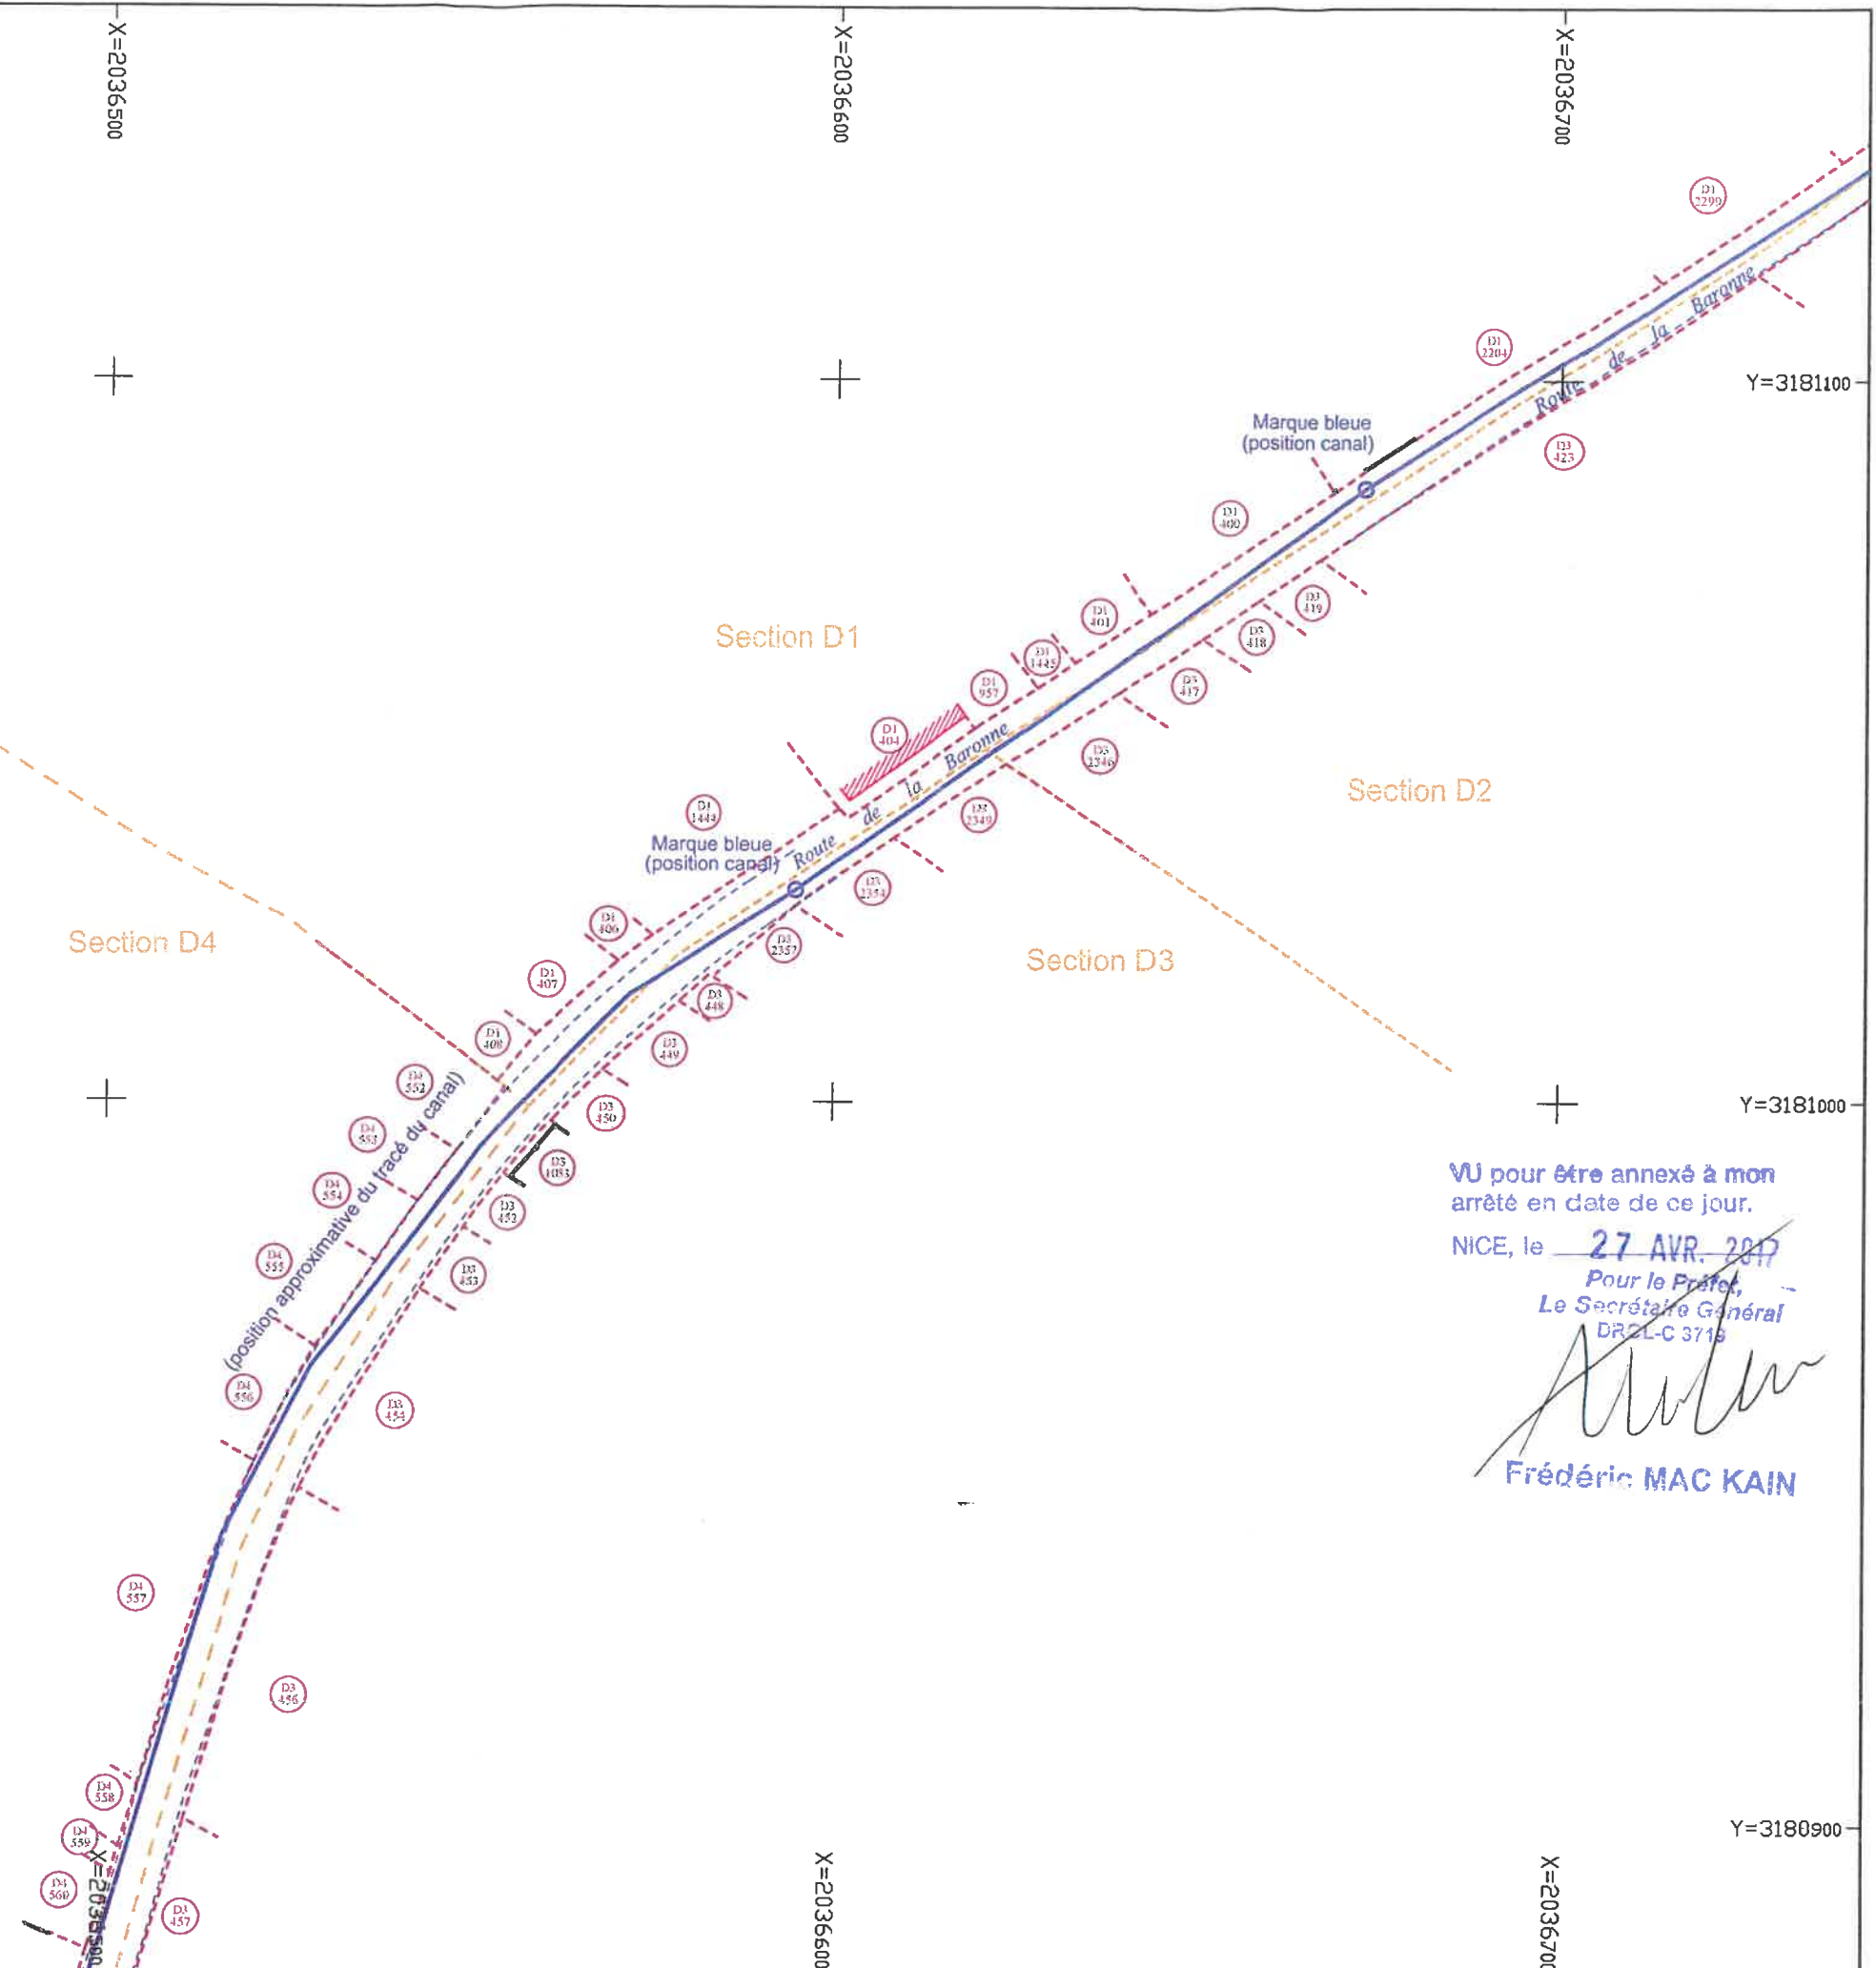 X=2036500
X=2036600
X=2036700
D1
2299
Route de la Baronne
D1
2204
Y=3181100
Marque bleue
(position canal)
D3
423
D1
400
D3
419
D1
401
Section D1
D3
418
D1
1445
D1
957
D3
417
D1
404
Baronne
D3
2346
Section D2
la
D1
1444
de
D3
2349
Marque bleue
(position canal)
Route
D3
2354
D1
406
Section D4
D3
2357
Section D3
D1
407
D3
448
D1
408
D3
449
D4
552
Y=3181000
D3
450
D4
553
D3
1083
(position approximative du tracé du canal)
D4
554
D3
452
VU pour être annexé à mon
arrêté en date de ce jour.
NICE, le 27 AVR. 2017
Pour le Préfet,
Le Secrétaire Général
DRCL-C 3719
D4
555
D3
453
D4
556
D3
454
Frédéric MAC KAIN
D4
557
D3
456
D4
558
D4
559
Y=3180900
D4
560
D3
457
X=2036500
X=2036600
X=2036700